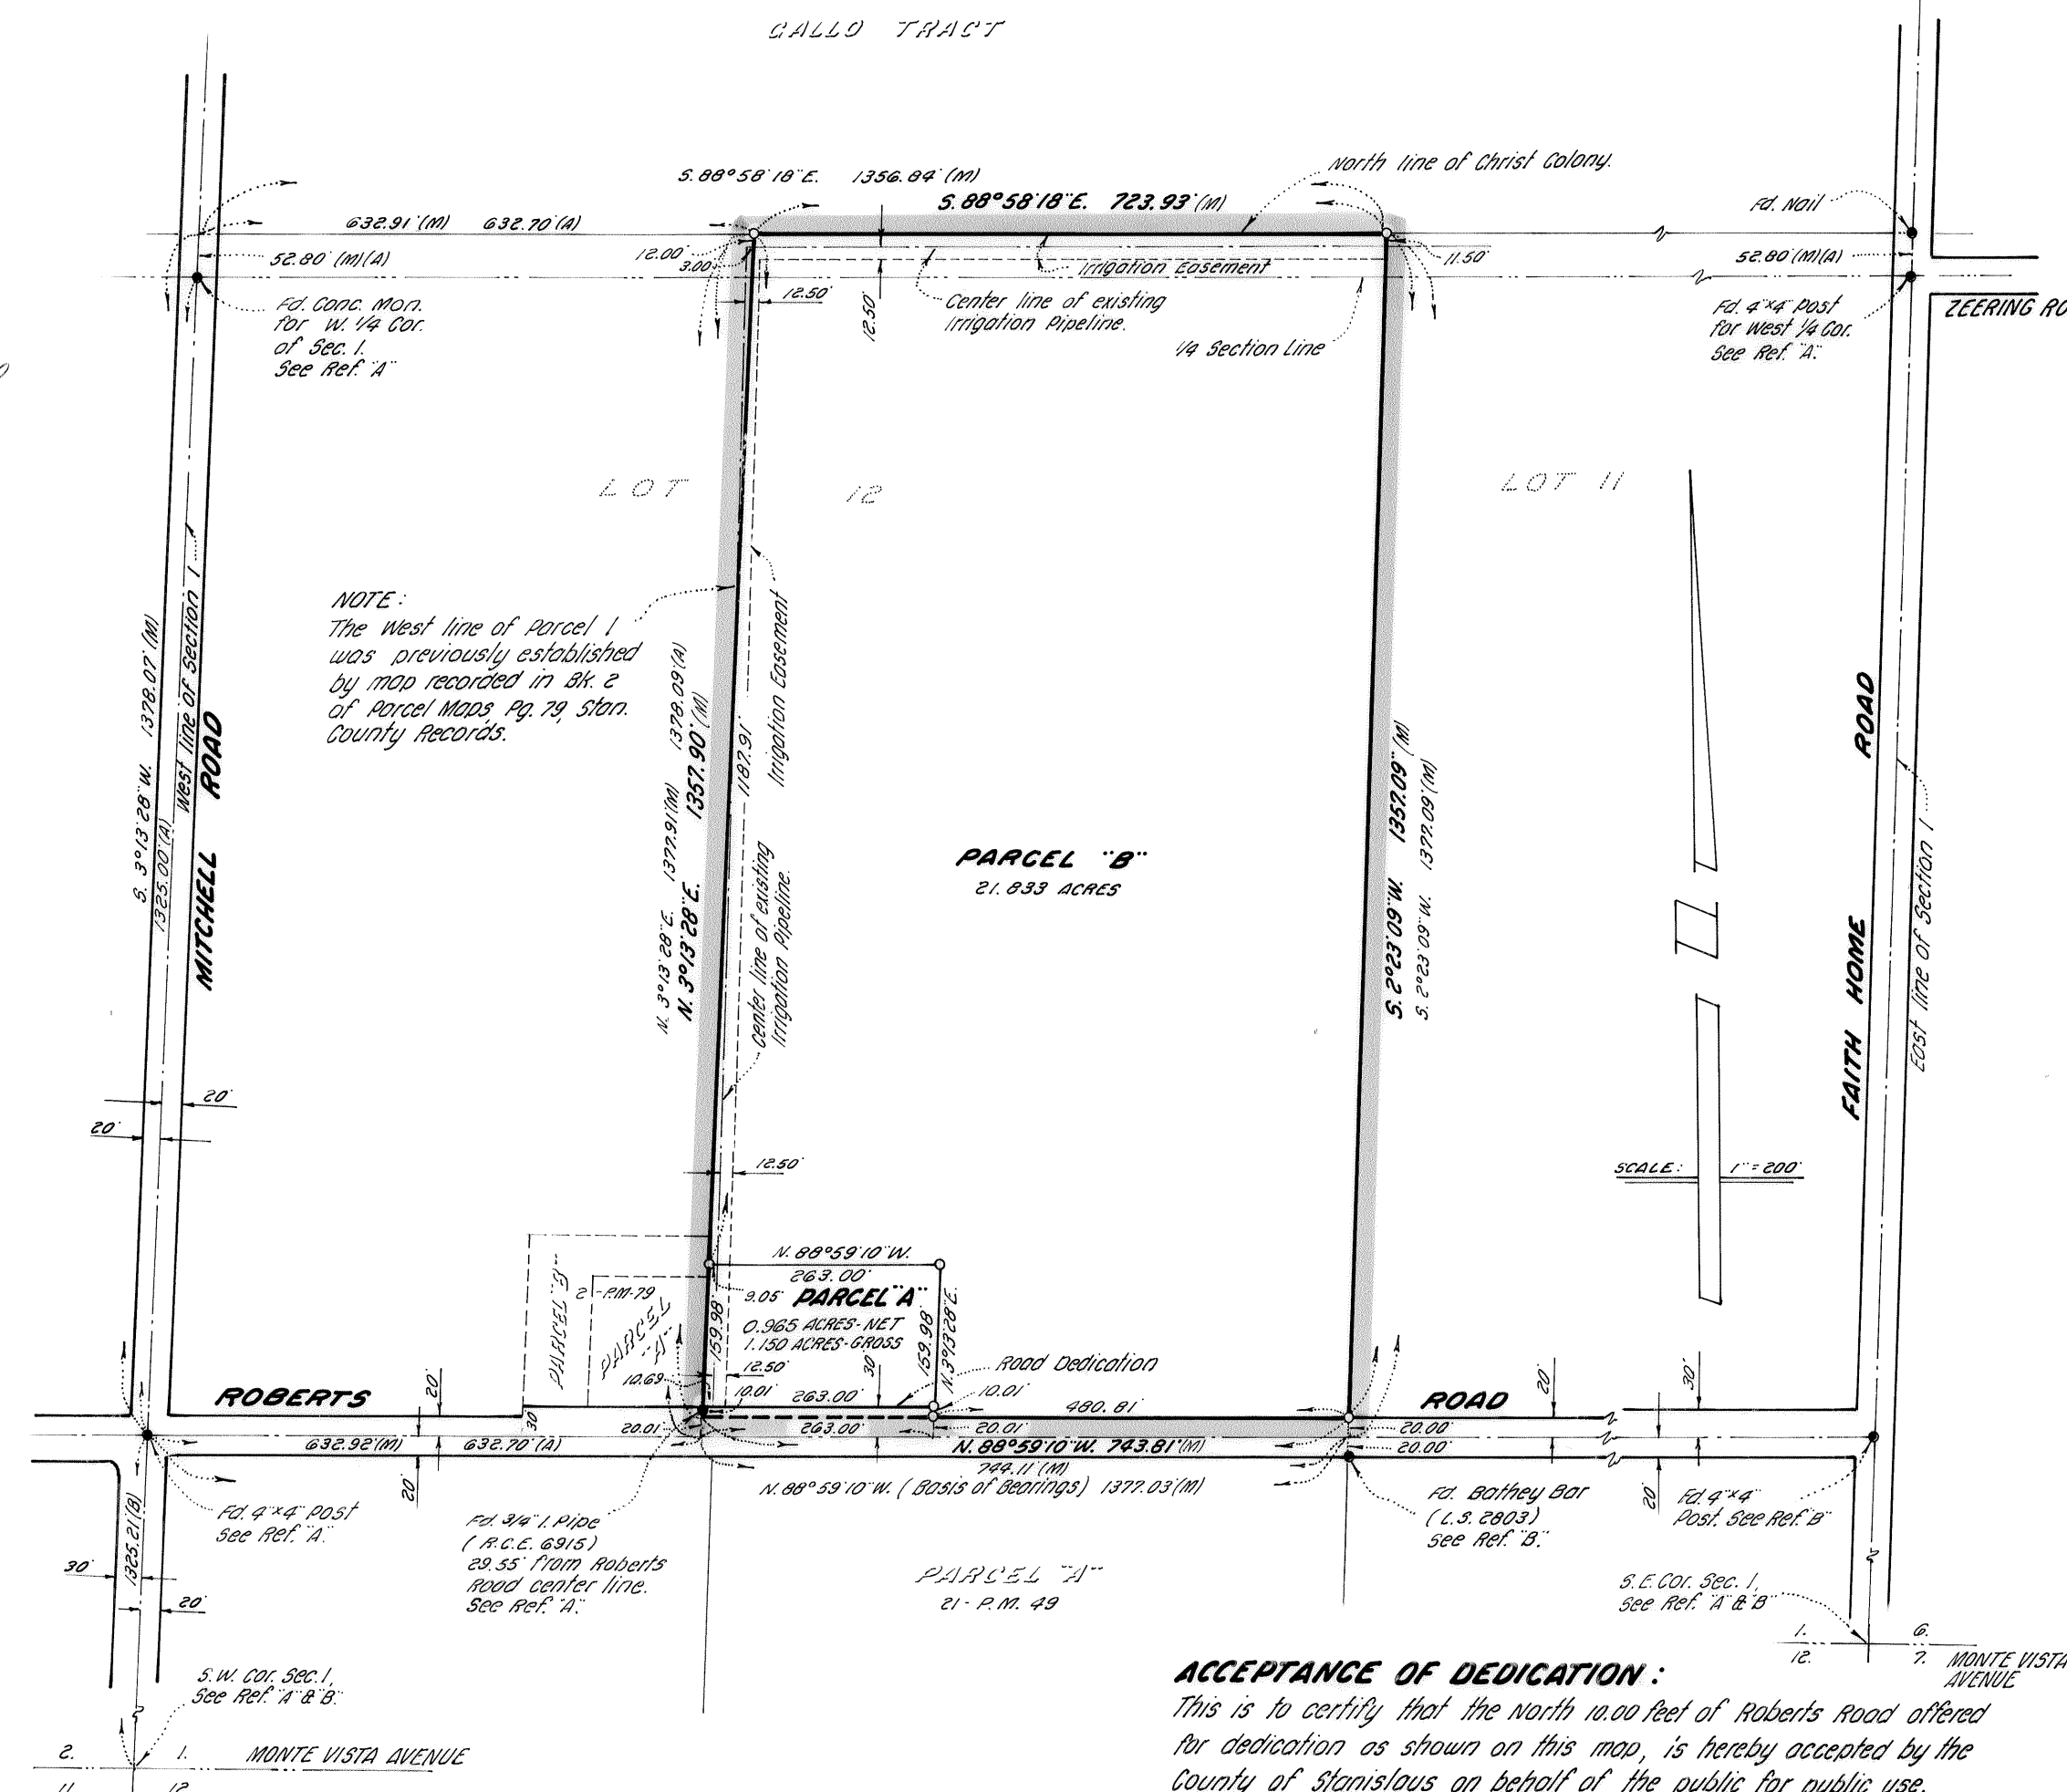 GALLO TRACT
S. 88°58'18"E. 1356.84'(M)
S. 88°58'18"E. 723.93'(M)
North line of Christ Colony.
632.91'(M) 632.70'(A)
52.80'(M)(A)
12.00'
3.00'
12.50'
12.50'
11.50'
Irrigation Easement
Center line of existing
Irrigation Pipeline.
1/4 Section Line
Fd. Nail
52.80'(M)(A)
Fd. Conc. Mon.
for W. 1/4 Cor.
of Sec. 1.
See Ref. "A"
Fd. 4"x4" post
for West 1/4 Cor.
See Ref. "A".
ZEERING RO
LOT 12
LOT 11
NOTE:
The West line of Parcel 1
was previously established
by map recorded in Bk. 2
of Parcel Maps, Pg. 79, Stan.
County Records.
S. 3°13'28"W. 1378.07'(M)
1325.00'(A)
West line of Section 1
MITCHELL ROAD
N. 3°13'28"E. 1377.91'(M) 1378.09'(A)
N. 3°13'28"E. 1357.90'(M)
1187.91'
Irrigation Easement
Center line of existing
Irrigation Pipeline.
PARCEL "B"
21.833 ACRES
S. 2°23'09"W. 1357.09'(M)
S. 2°23'09"W. 1377.09'(M)
FAITH HOME ROAD
East line of Section 1
N
SCALE: 1"=200'
20'
20'
12.50'
N. 88°59'10"W.
263.00'
9.05'
PARCEL "A"
0.965 ACRES-NET
1.150 ACRES-GROSS
159.98'
159.98'
N.3°13'28"E.
PARCEL "B"
2-P.M-79
PARCEL "A"
10.69
12.50'
10.01'
263.00'
30'
Road Dedication
10.01'
480.81'
ROBERTS
20'
30'
20.01'
263.00'
20.01'
ROAD
20'
30'
20.00'
20.00'
632.92'(M) 632.70'(A)
20'
N. 88°59'10"W. 743.81'(M)
744.11'(M)
N. 88°59'10"W. (Basis of Bearings) 1377.03'(M)
20'
Fd. 4"x4" post
See Ref. "A".
1325.21'(B)
30'
20'
Fd. 3/4" I. Pipe
(R.C.E. 6915)
29.55' from Roberts
Road center line.
See Ref. "A".
Fd. Bathey Bar
(L.S. 2803)
See Ref. "B".
Fd. 4"x4"
Post. See Ref. "B"
PARCEL "A"
21-P.M. 49
S.E. Cor. Sec. 1,
See Ref. "A" & "B"
1. 6.
12. 7.
MONTE VISTA
AVENUE
S.W. Cor. Sec. 1,
See Ref. "A" & "B".
2. 1.
MONTE VISTA AVENUE
11. 12.
ACCEPTANCE OF DEDICATION:
This is to certify that the North 10.00 feet of Roberts Road offered
for dedication as shown on this map, is hereby accepted by the
County of Stanislaus on behalf of the public for public use.